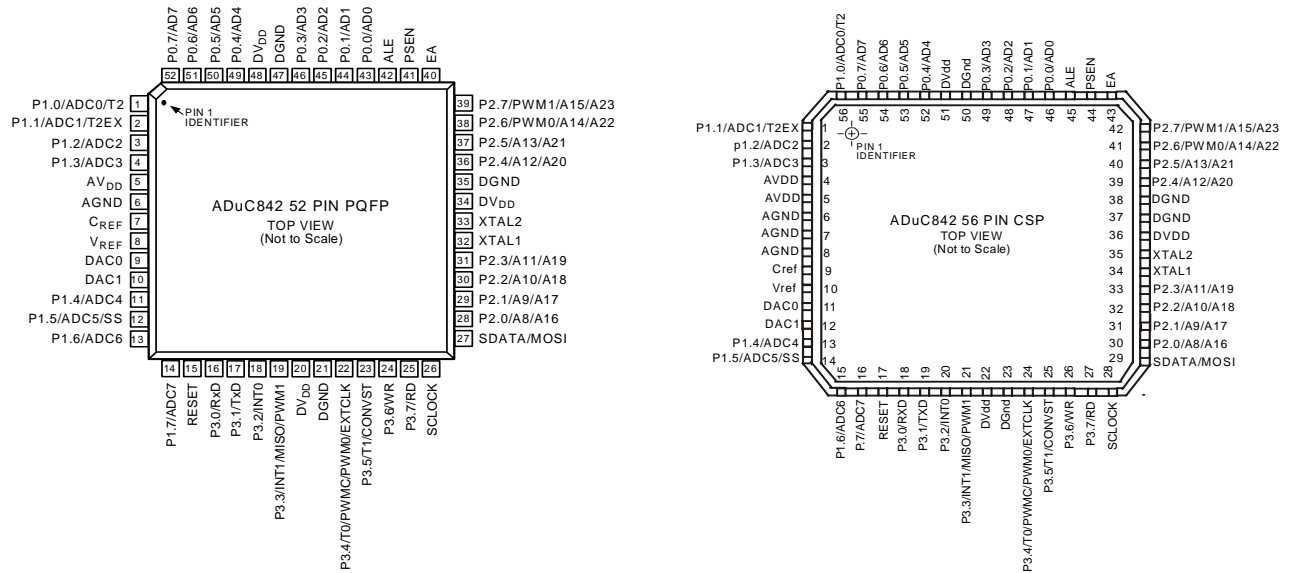 P0.7/AD7
P0.6/AD6
P0.5/AD5
P0.4/AD4
DVDD
DGND
P0.3/AD3
P0.2/AD2
P0.1/AD1
P0.0/AD0
ALE
PSEN
EA
52 51 50 49 48 47 46 45 44 43 42 41 40
P1.0/ADC0/T2 1
P1.1/ADC1/T2EX 2
P1.2/ADC2 3
P1.3/ADC3 4
AVDD 5
AGND 6
CREF 7
VREF 8
DAC0 9
DAC1 10
P1.4/ADC4 11
P1.5/ADC5/SS 12
P1.6/ADC6 13
PIN 1
IDENTIFIER
ADuC842 52 PIN PQFP
TOP VIEW
(Not to Scale)
39 P2.7/PWM1/A15/A23
38 P2.6/PWM0/A14/A22
37 P2.5/A13/A21
36 P2.4/A12/A20
35 DGND
34 DVDD
33 XTAL2
32 XTAL1
31 P2.3/A11/A19
30 P2.2/A10/A18
29 P2.1/A9/A17
28 P2.0/A8/A16
27 SDATA/MOSI
14 15 16 17 18 19 20 21 22 23 24 25 26
P1.7/ADC7
RESET
P3.0/RxD
P3.1/TxD
P3.2/INT0
P3.3/INT1/MISO/PWM1
DVDD
DGND
P3.4/T0/PWMC/PWM0/EXTCLK
P3.5/T1/CONVST
P3.6/WR
P3.7/RD
SCLOCK
P1.0/ADC0/T2
P0.7/AD7
P0.6/AD6
P0.5/AD5
P0.4/AD4
DVdd
DGnd
P0.3/AD3
P0.2/AD2
P0.1/AD1
P0.0/AD0
ALE
PSEN
EA
56 55 54 53 52 51 50 49 48 47 46 45 44 43
P1.1/ADC1/T2EX 1
p1.2/ADC2 2
P1.3/ADC3 3
AVDD 4
AVDD 5
AGND 6
AGND 7
AGND 8
Cref 9
Vref 10
DAC0 11
DAC1 12
P1.4/ADC4 13
P1.5/ADC5/SS 14
PIN 1
IDENTIFIER
ADuC842 56 PIN CSP
TOP VIEW
(Not to Scale)
42 P2.7/PWM1/A15/A23
41 P2.6/PWM0/A14/A22
40 P2.5/A13/A21
39 P2.4/A12/A20
38 DGND
37 DGND
36 DVDD
35 XTAL2
34 XTAL1
33 P2.3/A11/A19
32 P2.2/A10/A18
31 P2.1/A9/A17
30 P2.0/A8/A16
29 SDATA/MOSI
15 16 17 18 19 20 21 22 23 24 25 26 27 28
P1.6/ADC6
P.7/ADC7
RESET
P3.0/RXD
P3.1/TXD
P3.2/INT0
P3.3/INT1/MISO/PWM1
DVdd
DGnd
P3.4/T0/PWMC/PWM0/EXTCLK
P3.5/T1/CONVST
P3.6/WR
P3.7/RD
SCLOCK